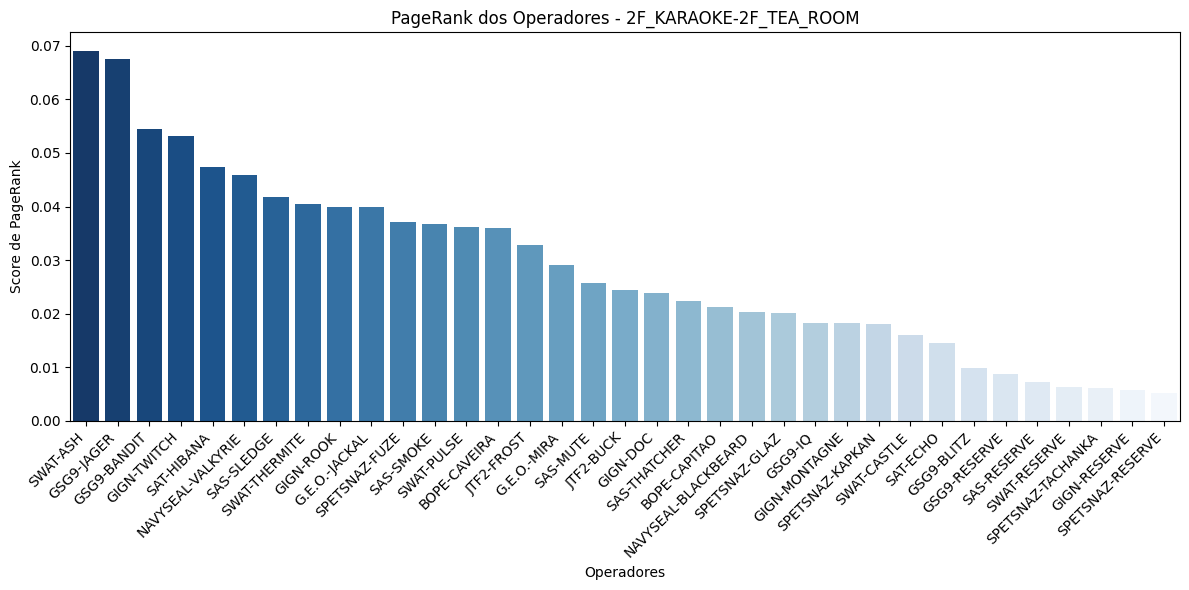 PageRank dos Operadores - 2F_KARAOKE-2F_TEA_ROOM
Score de PageRank
0.07
0.06
0.05
0.04
0.03
0.02
0.01
0.00
SWAT-ASH
GSG9-JAGER
GSG9-BANDIT
GIGN-TWITCH
SAT-HIBANA
NAVYSEAL-VALKYRIE
SAS-SLEDGE
SWAT-THERMITE
GIGN-ROOK
G.E.O.-JACKAL
SPETSNAZ-FUZE
SAS-SMOKE
SWAT-PULSE
BOPE-CAVEIRA
JTF2-FROST
G.E.O.-MIRA
SAS-MUTE
JTF2-BUCK
GIGN-DOC
SAS-THATCHER
BOPE-CAPITAO
NAVYSEAL-BLACKBEARD
SPETSNAZ-GLAZ
GSG9-IQ
GIGN-MONTAGNE
SPETSNAZ-KAPKAN
SWAT-CASTLE
SAT-ECHO
GSG9-BLITZ
GSG9-RESERVE
SAS-RESERVE
SWAT-RESERVE
SPETSNAZ-TACHANKA
GIGN-RESERVE
SPETSNAZ-RESERVE
Operadores